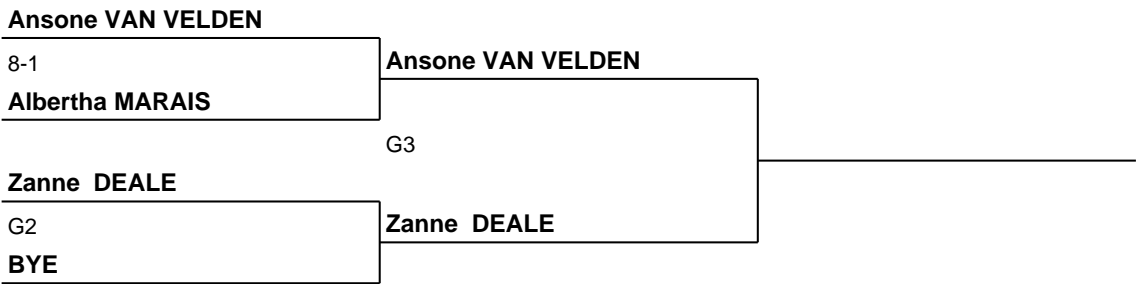 Ansone VAN VELDEN
8-1
Ansone VAN VELDEN
Albertha MARAIS
G3
Zanne  DEALE
G2
Zanne  DEALE
BYE